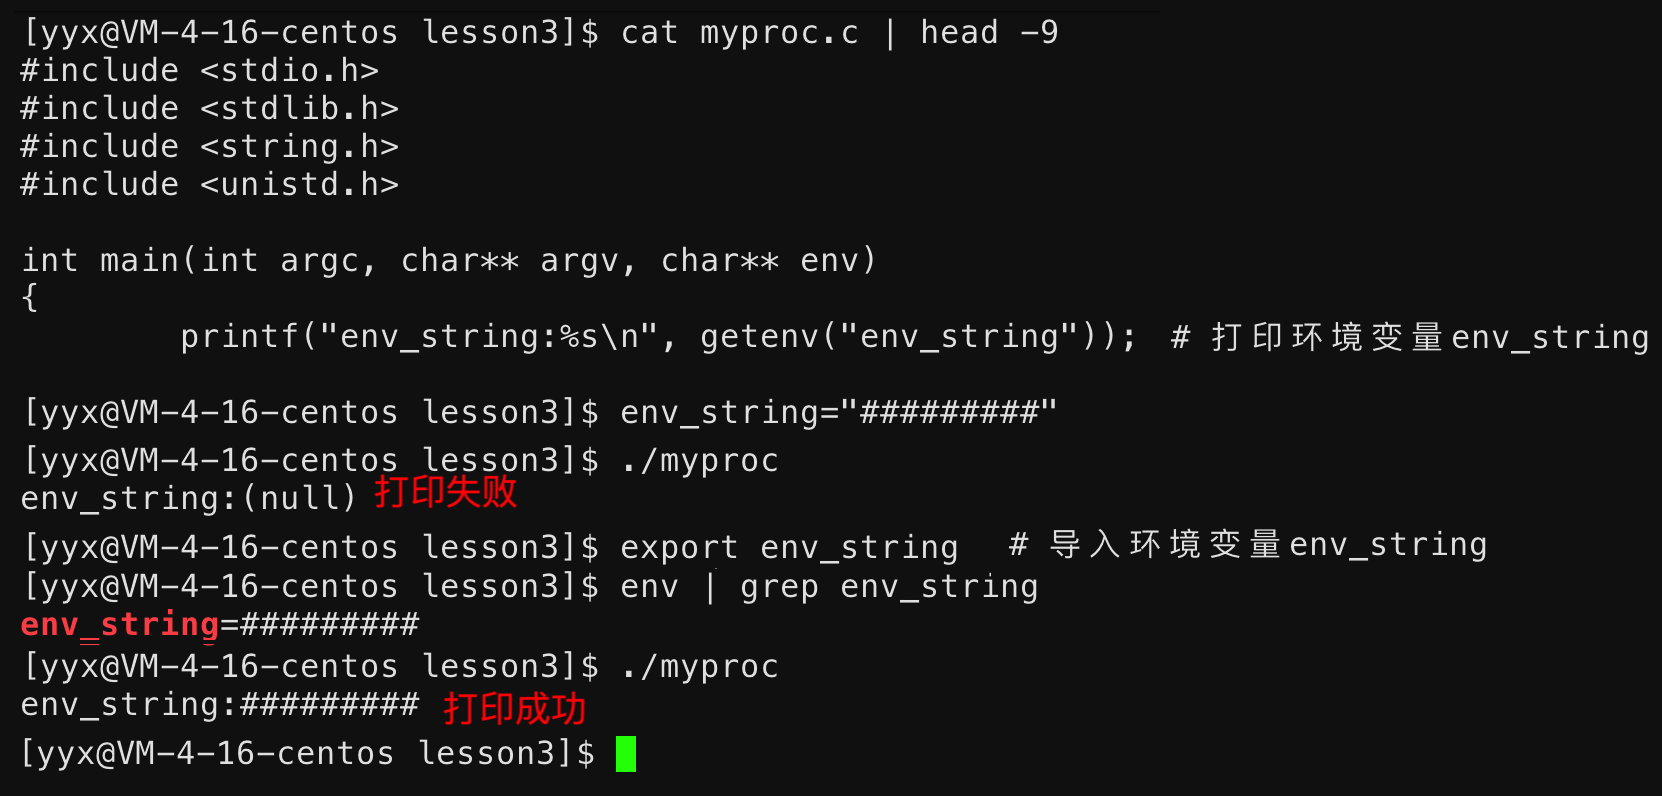 [yyx@VM-4-16-centos lesson3]$ cat myproc.c | head -9
#include <stdio.h>
#include <stdlib.h>
#include <string.h>
#include <unistd.h>
int main(int argc, char** argv, char** env)
{
        printf("env_string:%s\n", getenv("env_string"));  # 打印环境变量env_string
[yyx@VM-4-16-centos lesson3]$ env_string="#########"
[yyx@VM-4-16-centos lesson3]$ ./myproc
env_string:(null) 打印失败
[yyx@VM-4-16-centos lesson3]$ export env_string   # 导入环境变量env_string
[yyx@VM-4-16-centos lesson3]$ env | grep env_string
env_string=#########
[yyx@VM-4-16-centos lesson3]$ ./myproc
env_string:######### 打印成功
[yyx@VM-4-16-centos lesson3]$